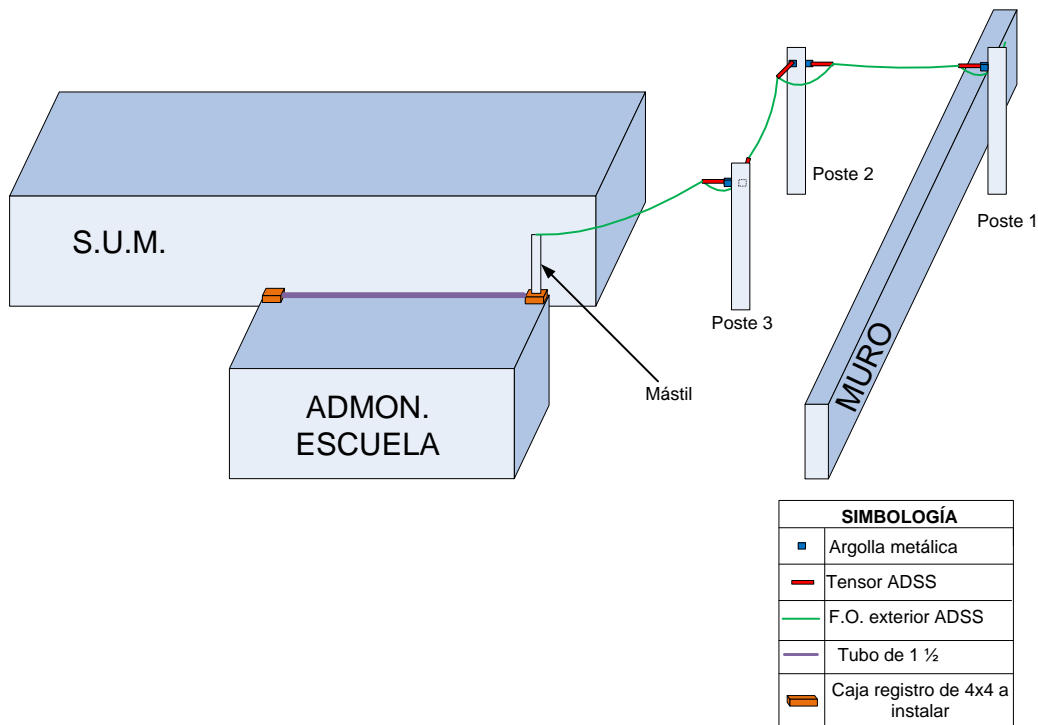 S.U.M.
ADMON.
ESCUELA
Mástil
Poste 3
Poste 2
Poste 1
MURO
SIMBOLOGÍA
Argolla metálica
Tensor ADSS
F.O. exterior ADSS
Tubo de 1 ½
Caja registro de 4x4 a
instalar